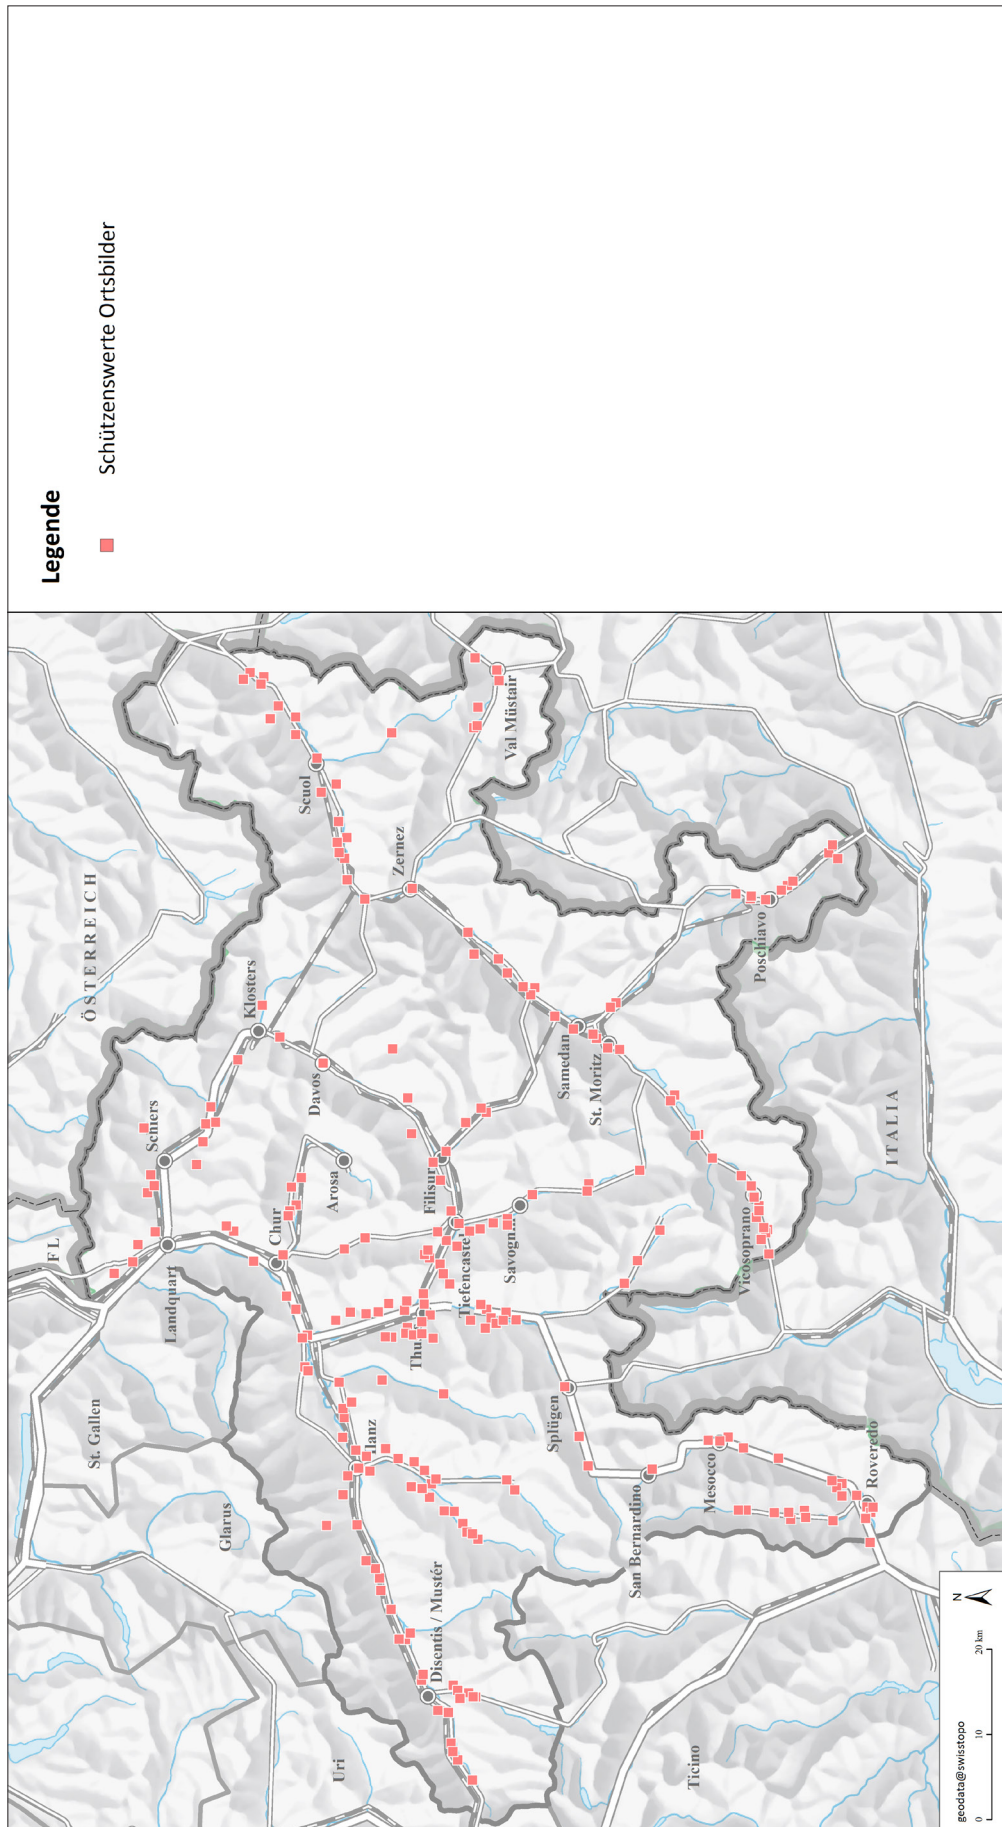 Legende
Schützenswerte Ortsbilder
FL
ÖSTERREICH
St. Gallen
Glarus
Uri
Ticino
ITALIA
Landquart
Schiers
Klosters
Chur
Arosa
Davos
Scuol
Zernez
Val Müstair
Ilanz
Disentis / Mustér
Thu
Tiefencastel
Filisur
Savognin
Samedan
St. Moritz
Splügen
San Bernardino
Mesocco
Roveredo
Vicosoprano
Poschiavo
geodata@swisstopo
0 10 20 km
N